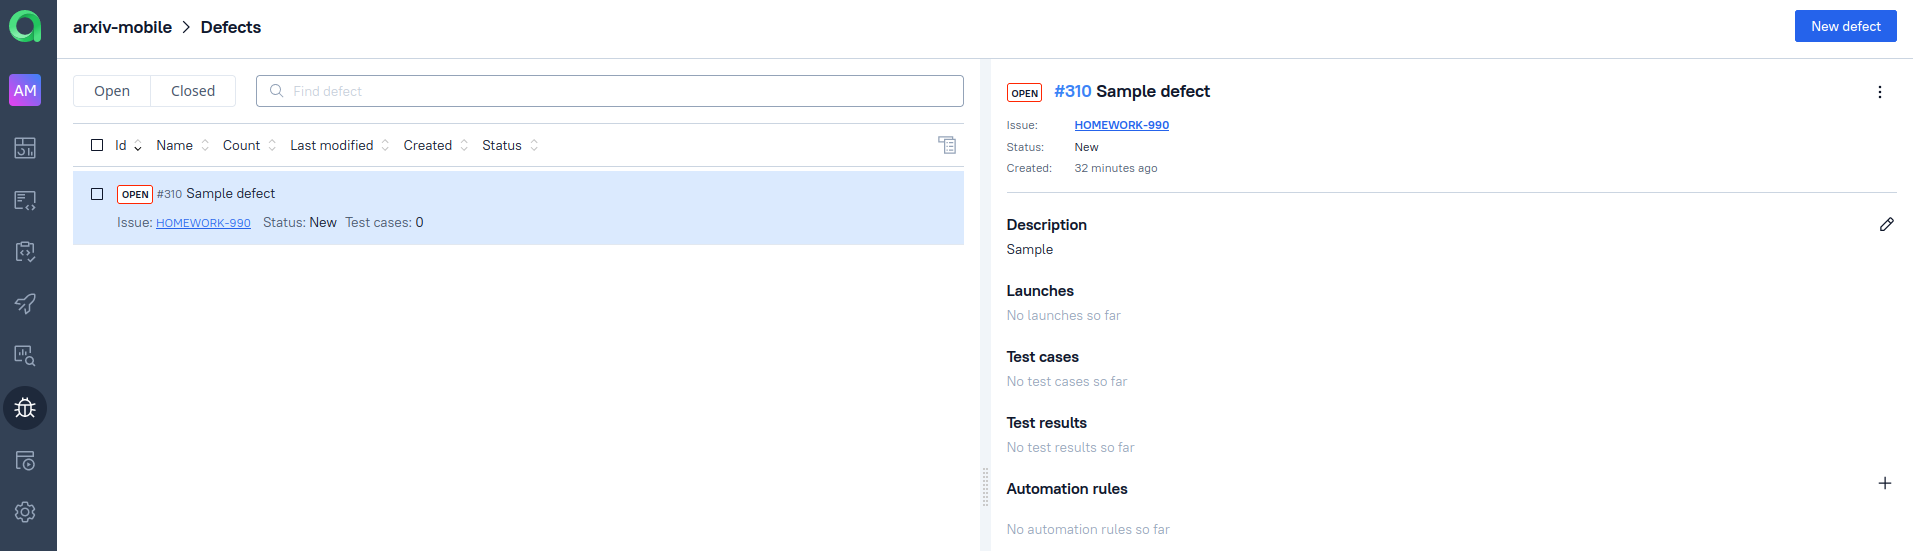 arxiv-mobile > Defects
New defect
AM
Open
Closed
Find defect
Id Name Count Last modified Created Status
OPEN #310 Sample defect
Issue: HOMEWORK-990 Status: New Test cases: 0
OPEN #310 Sample defect
Issue: HOMEWORK-990
Status: New
Created: 32 minutes ago
Description
Sample
Launches
No launches so far
Test cases
No test cases so far
Test results
No test results so far
Automation rules
No automation rules so far